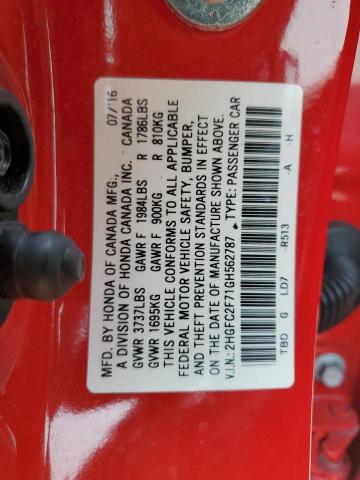 MFD. BY HONDA OF CANADA MFG., 07/'16
A DIVISION OF HONDA CANADA INC. CANADA
GVWR 3737LBS GAWR F 1984LBS R 1786LBS
GVWR 1695KG GAWR F 900KG R 810KG
THIS VEHICLE CONFORMS TO ALL APPLICABLE
FEDERAL MOTOR VEHICLE SAFETY, BUMPER,
AND THEFT PREVENTION STANDARDS IN EFFECT
ON THE DATE OF MANUFACTURE SHOWN ABOVE.
V.I.N.: 2HGFC2F71GH562787 TYPE: PASSENGER CAR
TBD G LD7 -R513 -A -H